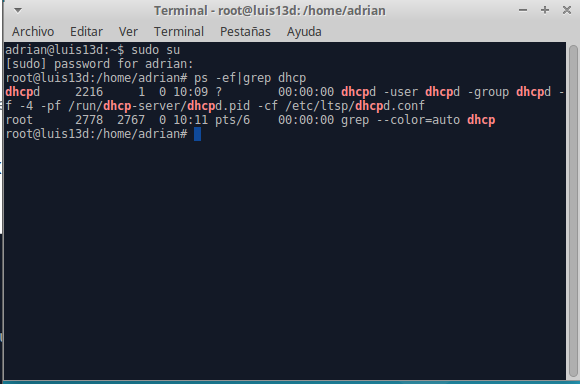 Terminal - root@luis13d: /home/adrian
Archivo Editar Ver Terminal Pestañas Ayuda
adrian@luis13d:~$ sudo su
[sudo] password for adrian:
root@luis13d:/home/adrian# ps -ef|grep dhcp
dhcpd 2216 1 0 10:09 ? 00:00:00 dhcpd -user dhcpd -group dhcpd -
f -4 -pf /run/dhcp-server/dhcpd.pid -cf /etc/ltsp/dhcpd.conf
root 2778 2767 0 10:11 pts/6 00:00:00 grep --color=auto dhcp
root@luis13d:/home/adrian#